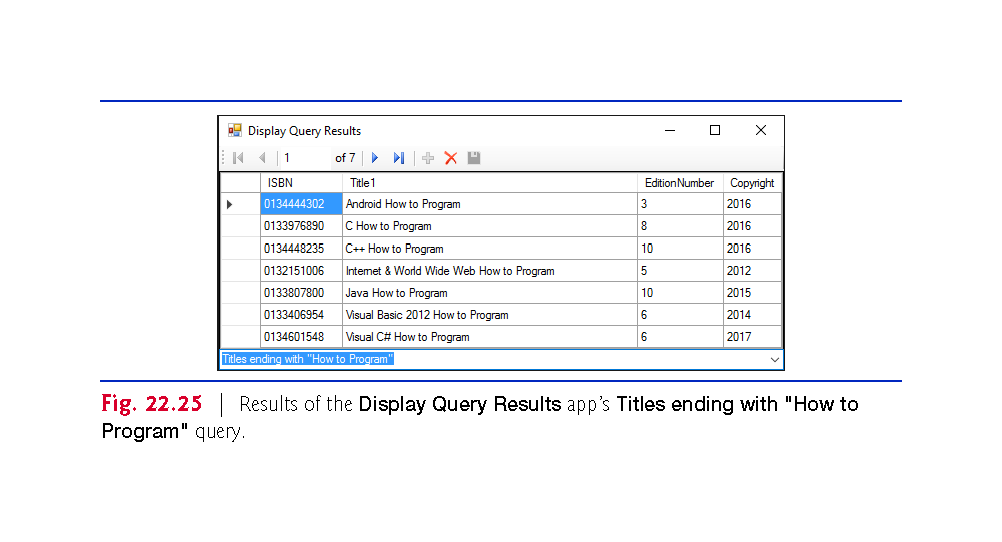 Display Query Results
1 of 7
ISBN Title1 EditionNumber Copyright
0134444302 Android How to Program 3 2016
0133976890 C How to Program 8 2016
0134448235 C++ How to Program 10 2016
0132151006 Internet & World Wide Web How to Program 5 2012
0133807800 Java How to Program 10 2015
0133406954 Visual Basic 2012 How to Program 6 2014
0134601548 Visual C# How to Program 6 2017
Titles ending with "How to Program"
Fig. 22.25 | Results of the Display Query Results app's Titles ending with "How to
Program" query.